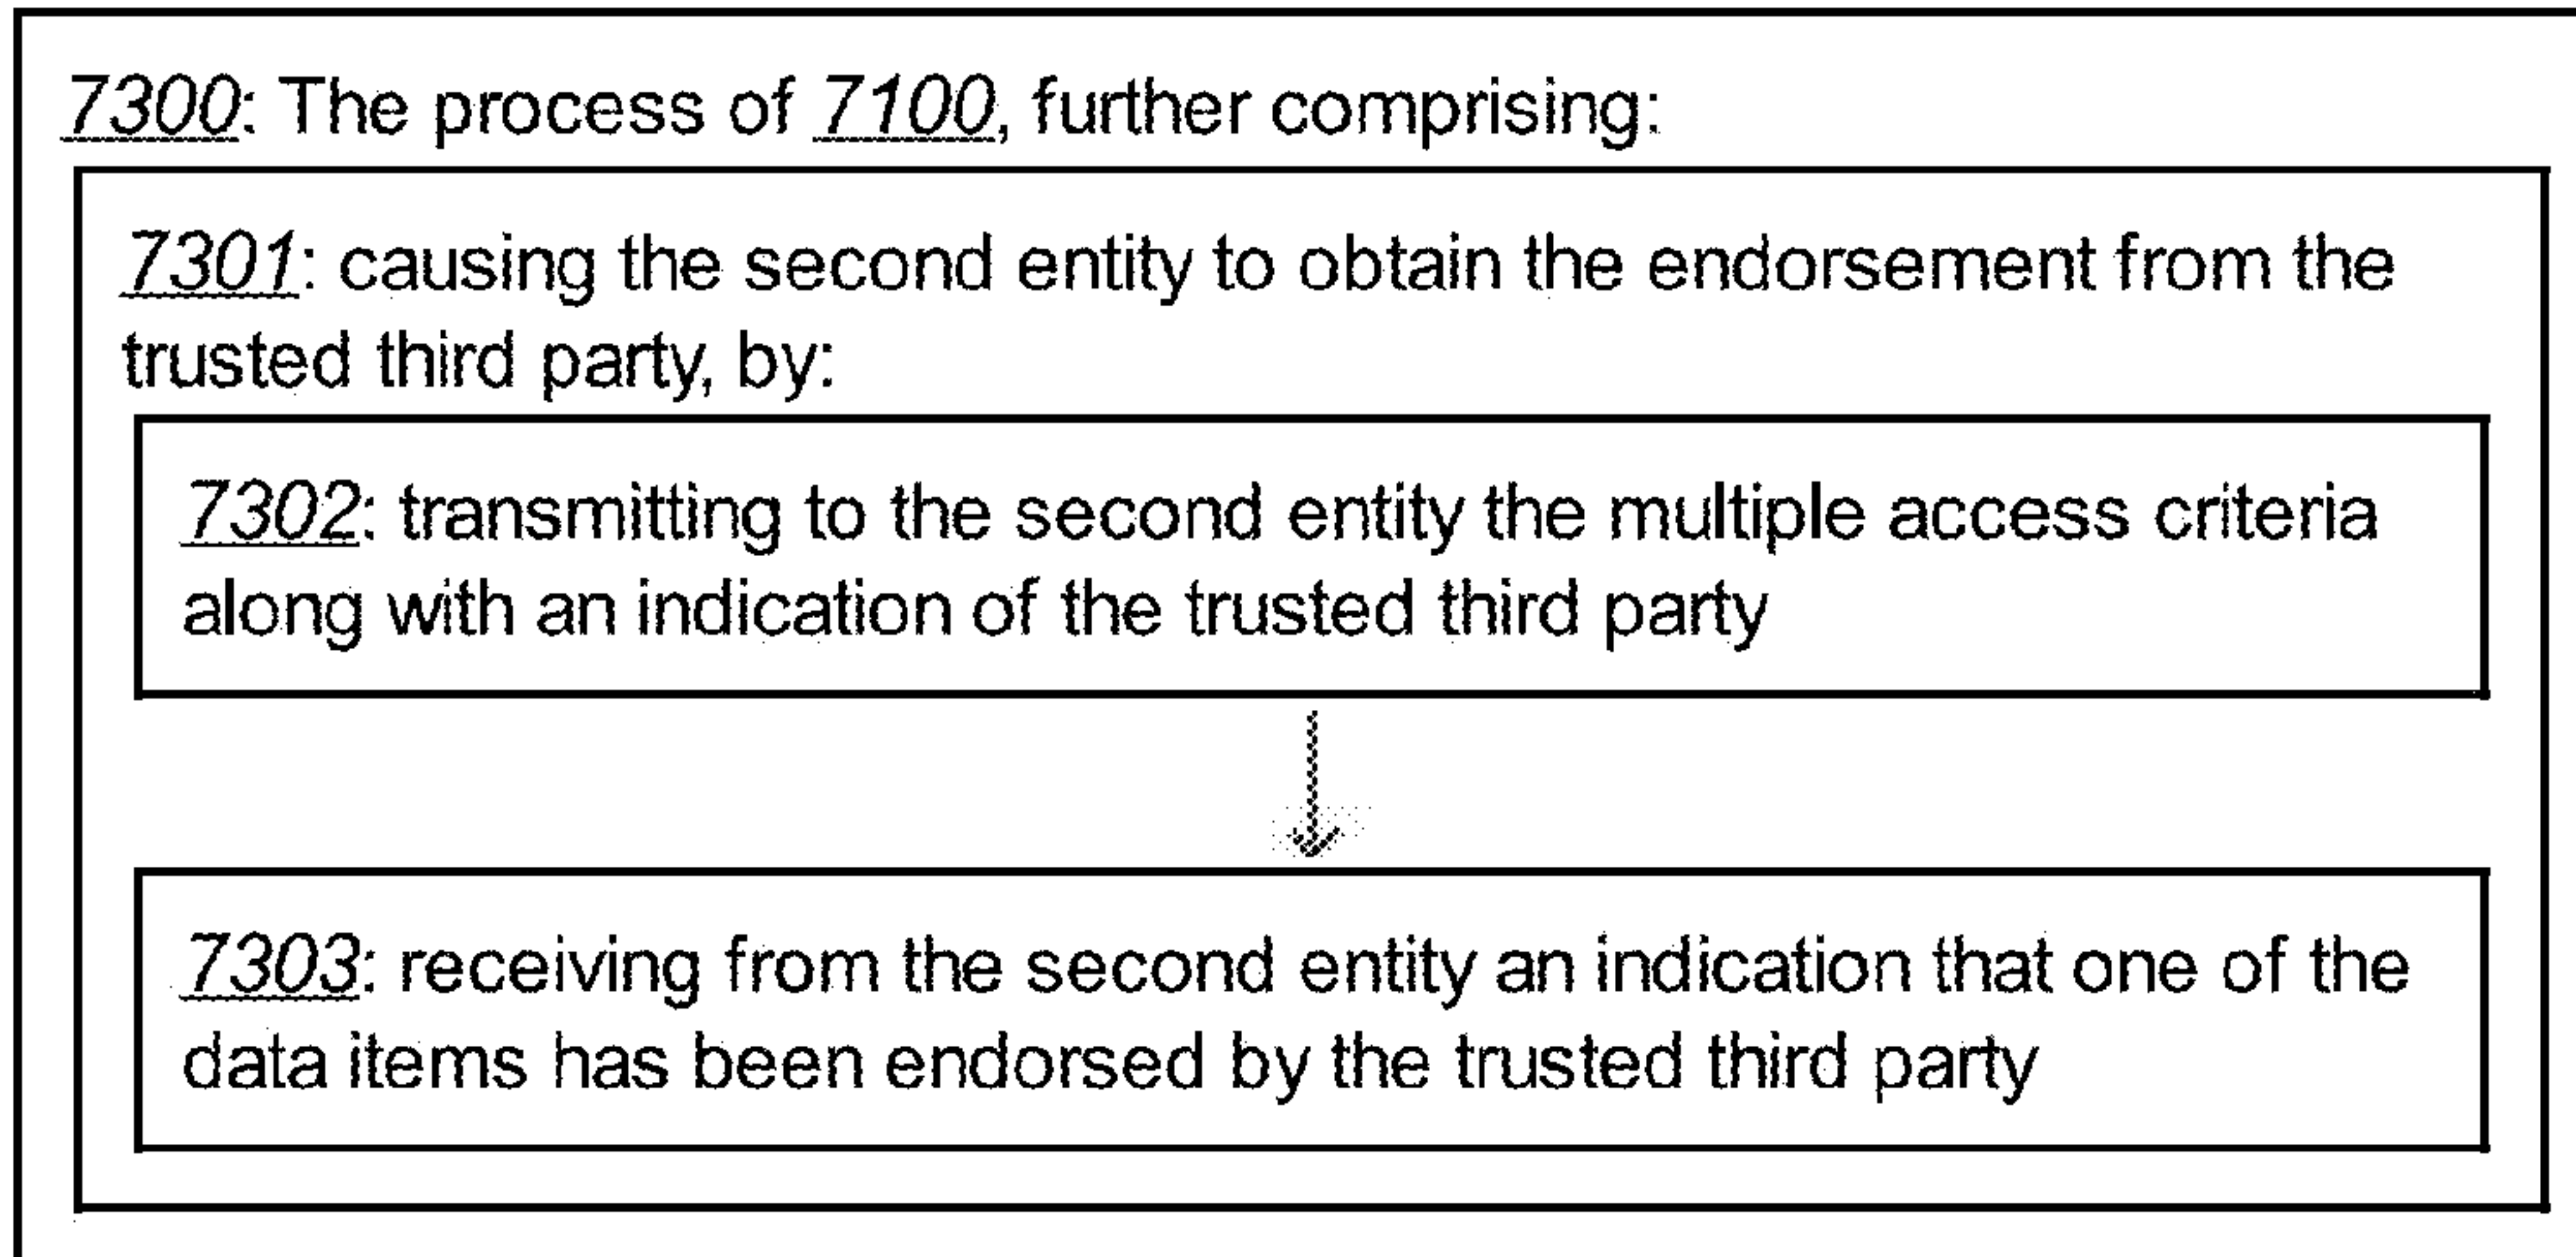 7300: The process of 7100, further comprising:
7301: causing the second entity to obtain the endorsement from the
trusted third party, by:
7302: transmitting to the second entity the multiple access criteria
along with an indication of the trusted third party
7303: receiving from the second entity an indication that one of the
data items has been endorsed by the trusted third party